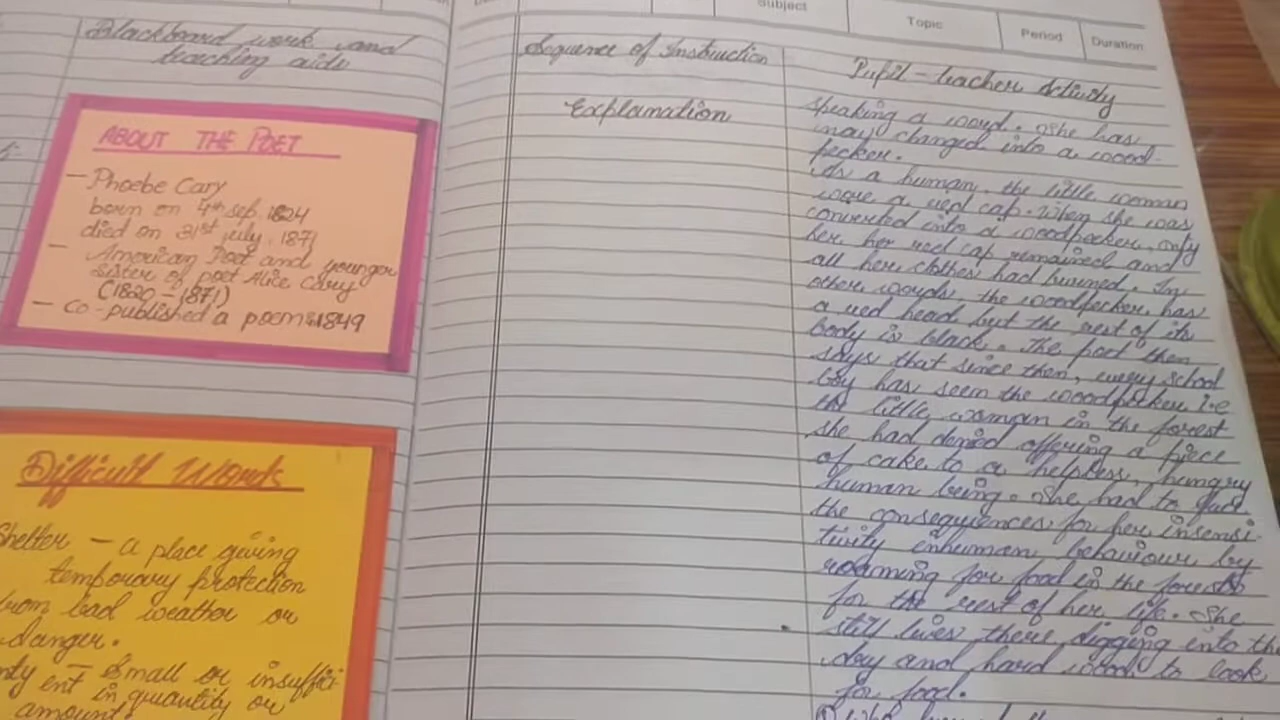 Blackboard work and
teaching aids
ABOUT THE POET
- Phoebe Cary
born on 4th sep. 1824
died on 31st july, 1871
- American Poet and younger
sister of poet Alice Cary
(1820-1871)
- Co-published a poems 1849
Difficult Words
Shelter - a place giving
temporary protection
from bad weather or
danger.
- Small or insuffici
ent in quantity or
amount.
Subject
Topic
Period
Duration
Sequence of Instruction
Pupil-teacher Activity
Explanation
speaking a word. She has
now changed into a wood-
pecker.
As a human, the little woman
wore a red cap. When she was
converted into a woodpecker, only
her, her red cap remained and
all her clothes had burned. In
other words, the woodpecker has
a red head but the rest of its
body is black. The poet then
says that since then, every school
boy has seen the woodpecker i.e
the little woman in the forest
she had denied offering a piece
of cake to a helpless, hungry
human being. She had to face
the consequences for her insensi-
tivity inhuman behaviour by
roaming for food in the forests
for the rest of her life. She
still lives there, digging into the
dry and hard wood to look
for food.